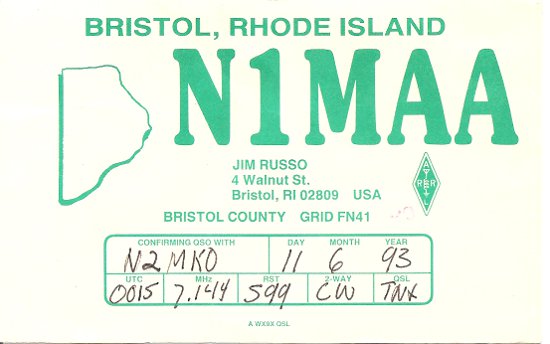 BRISTOL, RHODE ISLAND
N1MAA
JIM RUSSO
4 Walnut St.
Bristol, RI 02809 USA
ARRL
BRISTOL COUNTY GRID FN41
CONFIRMING QSO WITH DAY MONTH YEAR
N2MKO 11 6 93
UTC MHz RST 2-WAY QSL
0015 7.144 599 CW TNX
A WX9X QSL